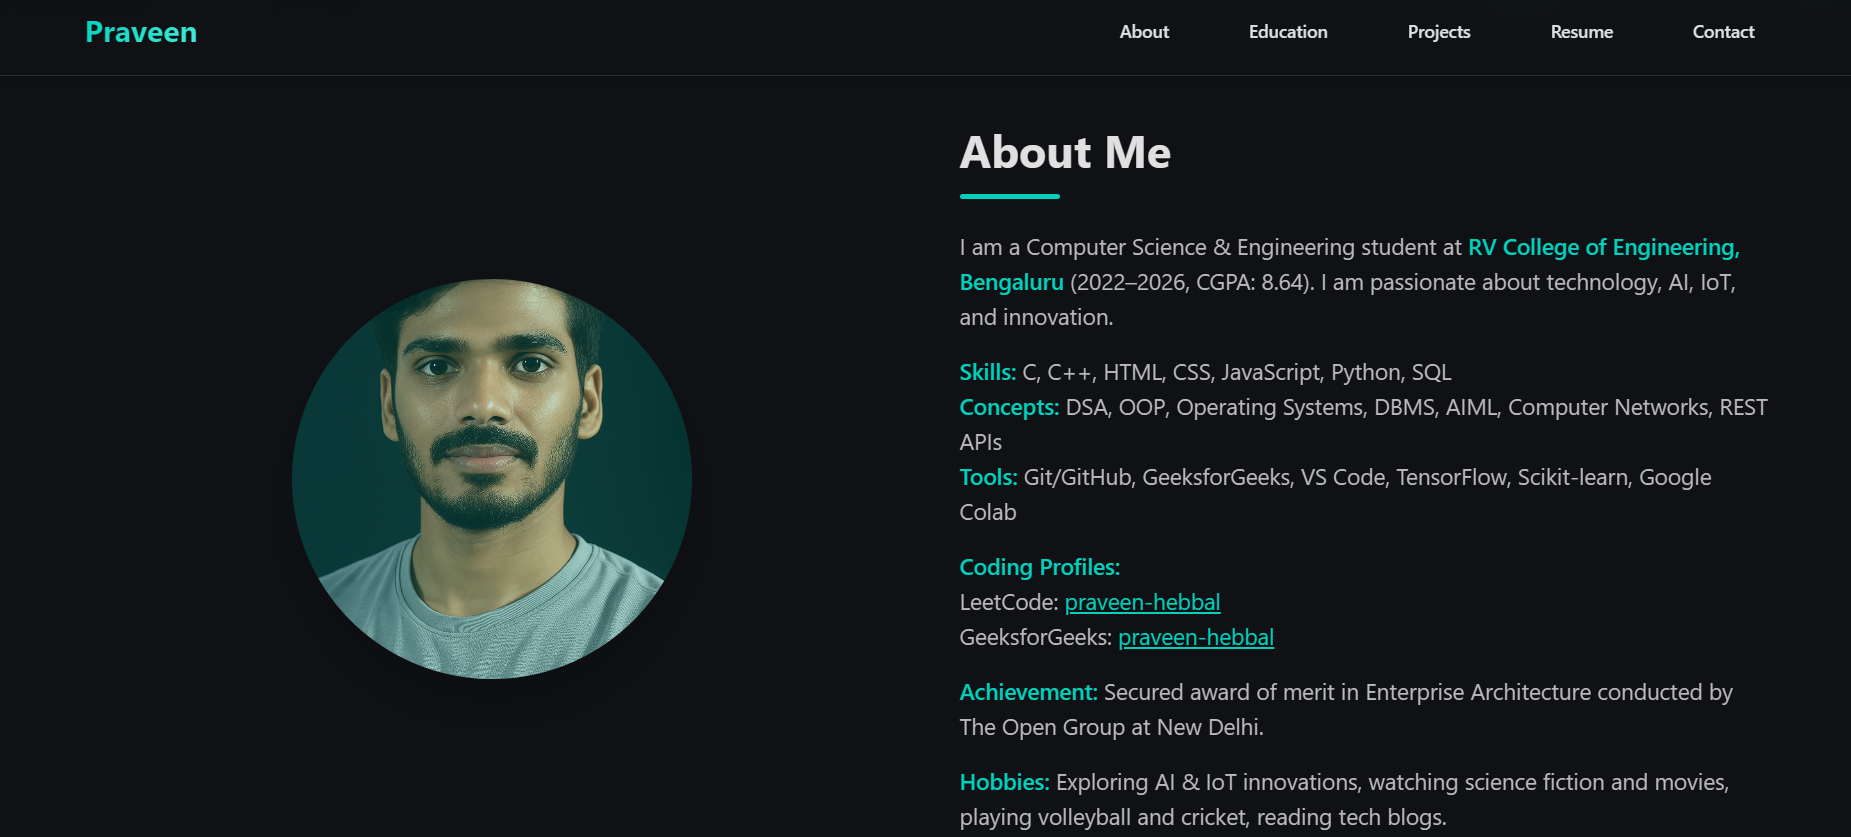 Praveen
About Education Projects Resume Contact
About Me
I am a Computer Science & Engineering student at RV College of Engineering,
Bengaluru (2022–2026, CGPA: 8.64). I am passionate about technology, AI, IoT,
and innovation.
Skills: C, C++, HTML, CSS, JavaScript, Python, SQL
Concepts: DSA, OOP, Operating Systems, DBMS, AIML, Computer Networks, REST
APIs
Tools: Git/GitHub, GeeksforGeeks, VS Code, TensorFlow, Scikit-learn, Google
Colab
Coding Profiles:
LeetCode: praveen-hebbal
GeeksforGeeks: praveen-hebbal
Achievement: Secured award of merit in Enterprise Architecture conducted by
The Open Group at New Delhi.
Hobbies: Exploring AI & IoT innovations, watching science fiction and movies,
playing volleyball and cricket, reading tech blogs.